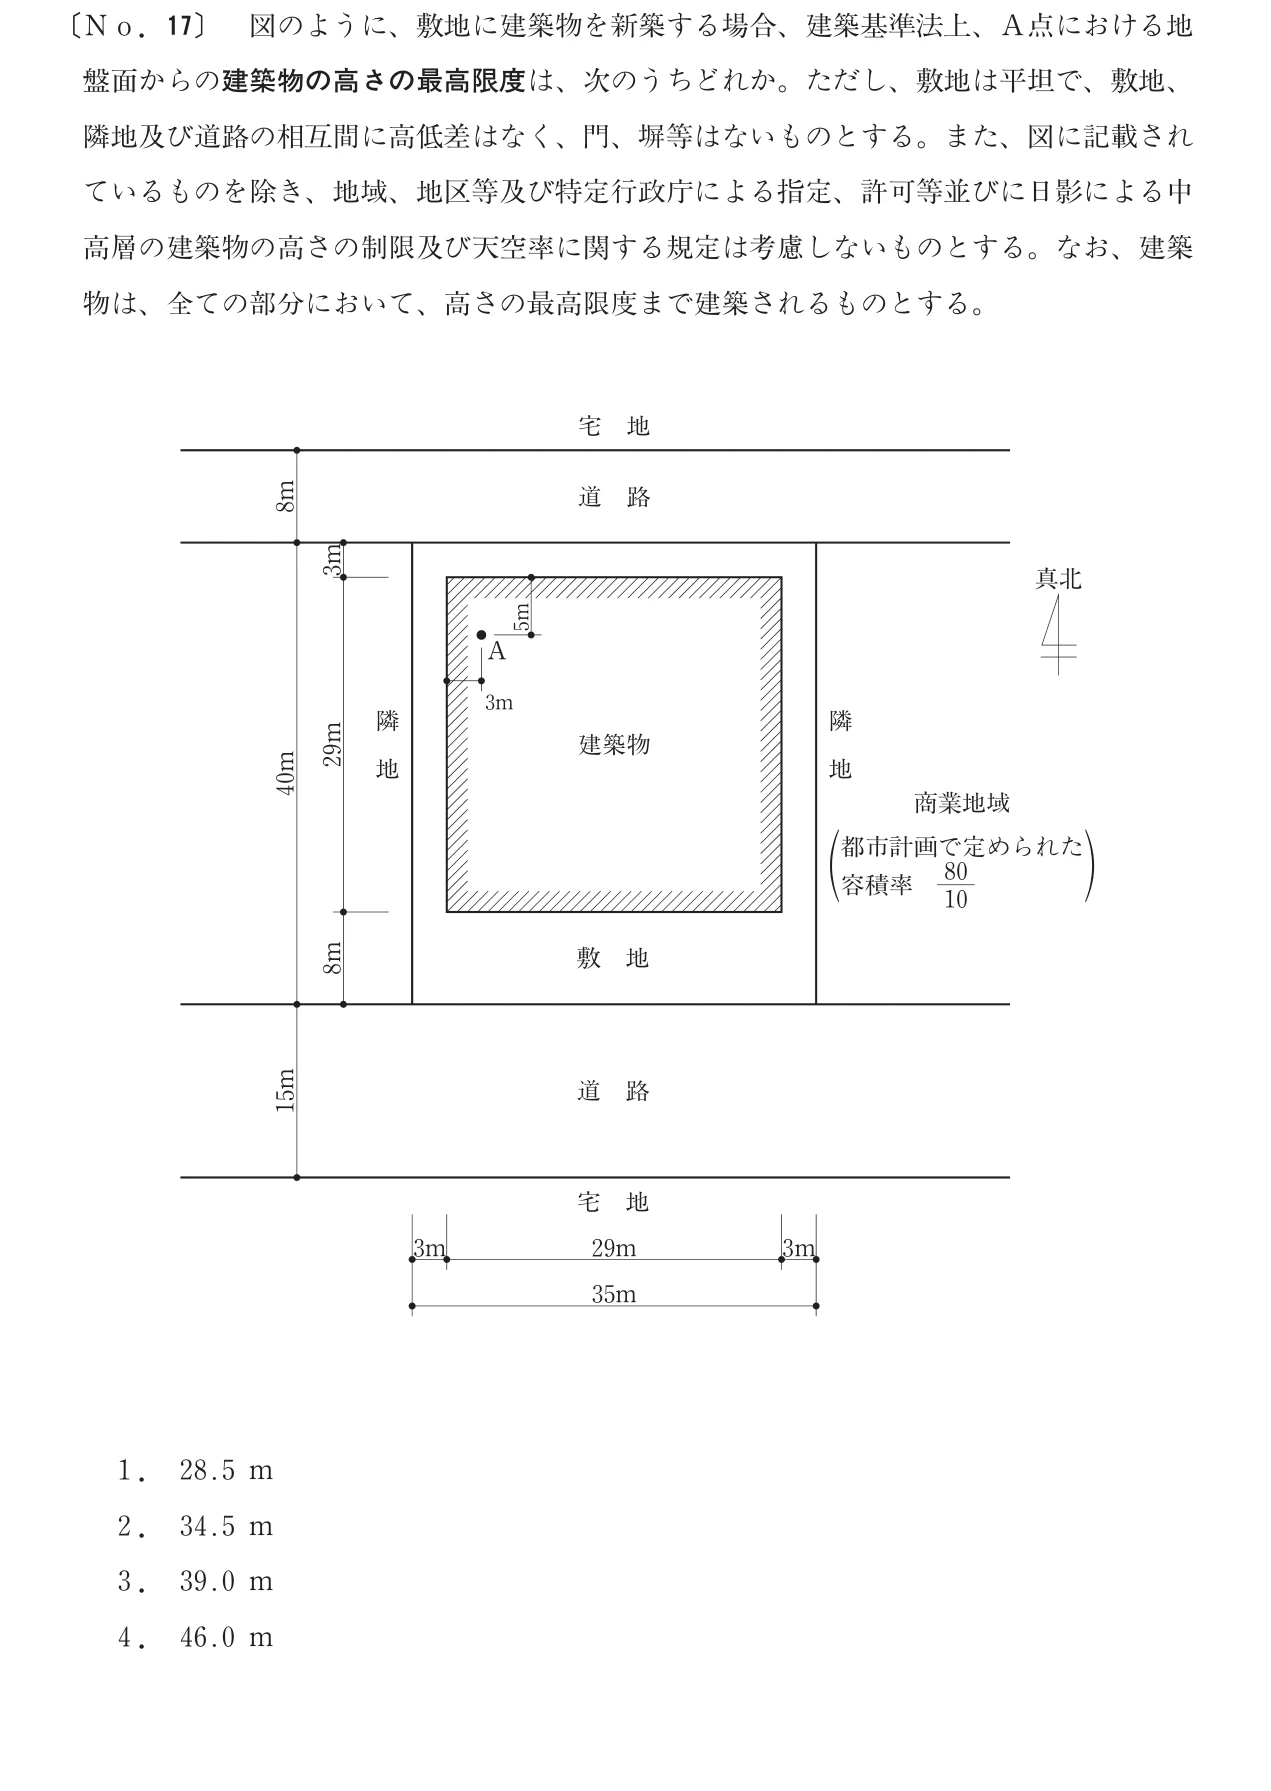 〔Ｎｏ．17〕　図のように、敷地に建築物を新築する場合、建築基準法上、Ａ点における地
盤面からの建築物の高さの最高限度は、次のうちどれか。ただし、敷地は平坦で、敷地、
隣地及び道路の相互間に高低差はなく、門、塀等はないものとする。また、図に記載され
ているものを除き、地域、地区等及び特定行政庁による指定、許可等並びに日影による中
高層の建築物の高さの制限及び天空率に関する規定は考慮しないものとする。なお、建築
物は、全ての部分において、高さの最高限度まで建築されるものとする。
宅　地
8m
道　路
3m
真北
5m
A
3m
隣地
29m
40m
建築物
隣地
商業地域
都市計画で定められた
容積率 80/10
8m
敷　地
15m
道　路
宅　地
3m
29m
3m
35m
1．　28.5 m
2．　34.5 m
3．　39.0 m
4．　46.0 m